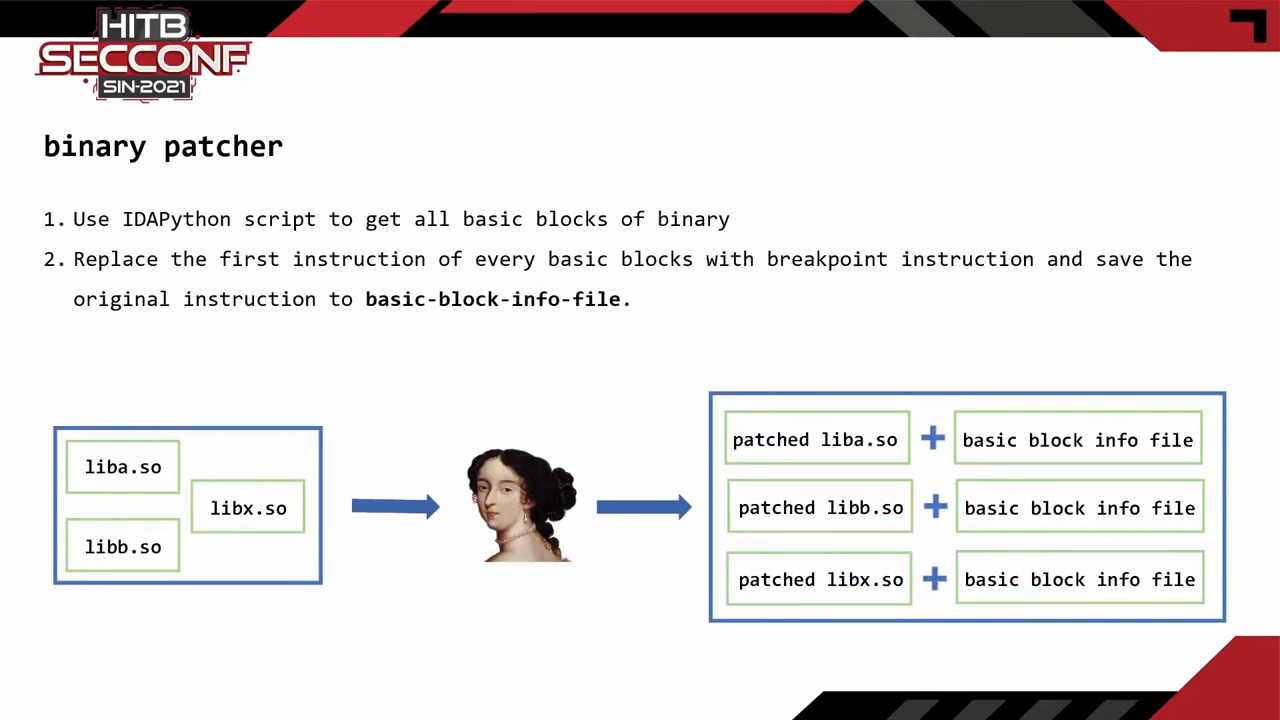 HITB
SECCONF
SIN-2021
binary patcher
1. Use IDAPython script to get all basic blocks of binary
2. Replace the first instruction of every basic blocks with breakpoint instruction and save the
original instruction to basic-block-info-file.
liba.so
libx.so
libb.so
patched liba.so + basic block info file
patched libb.so + basic block info file
patched libx.so + basic block info file